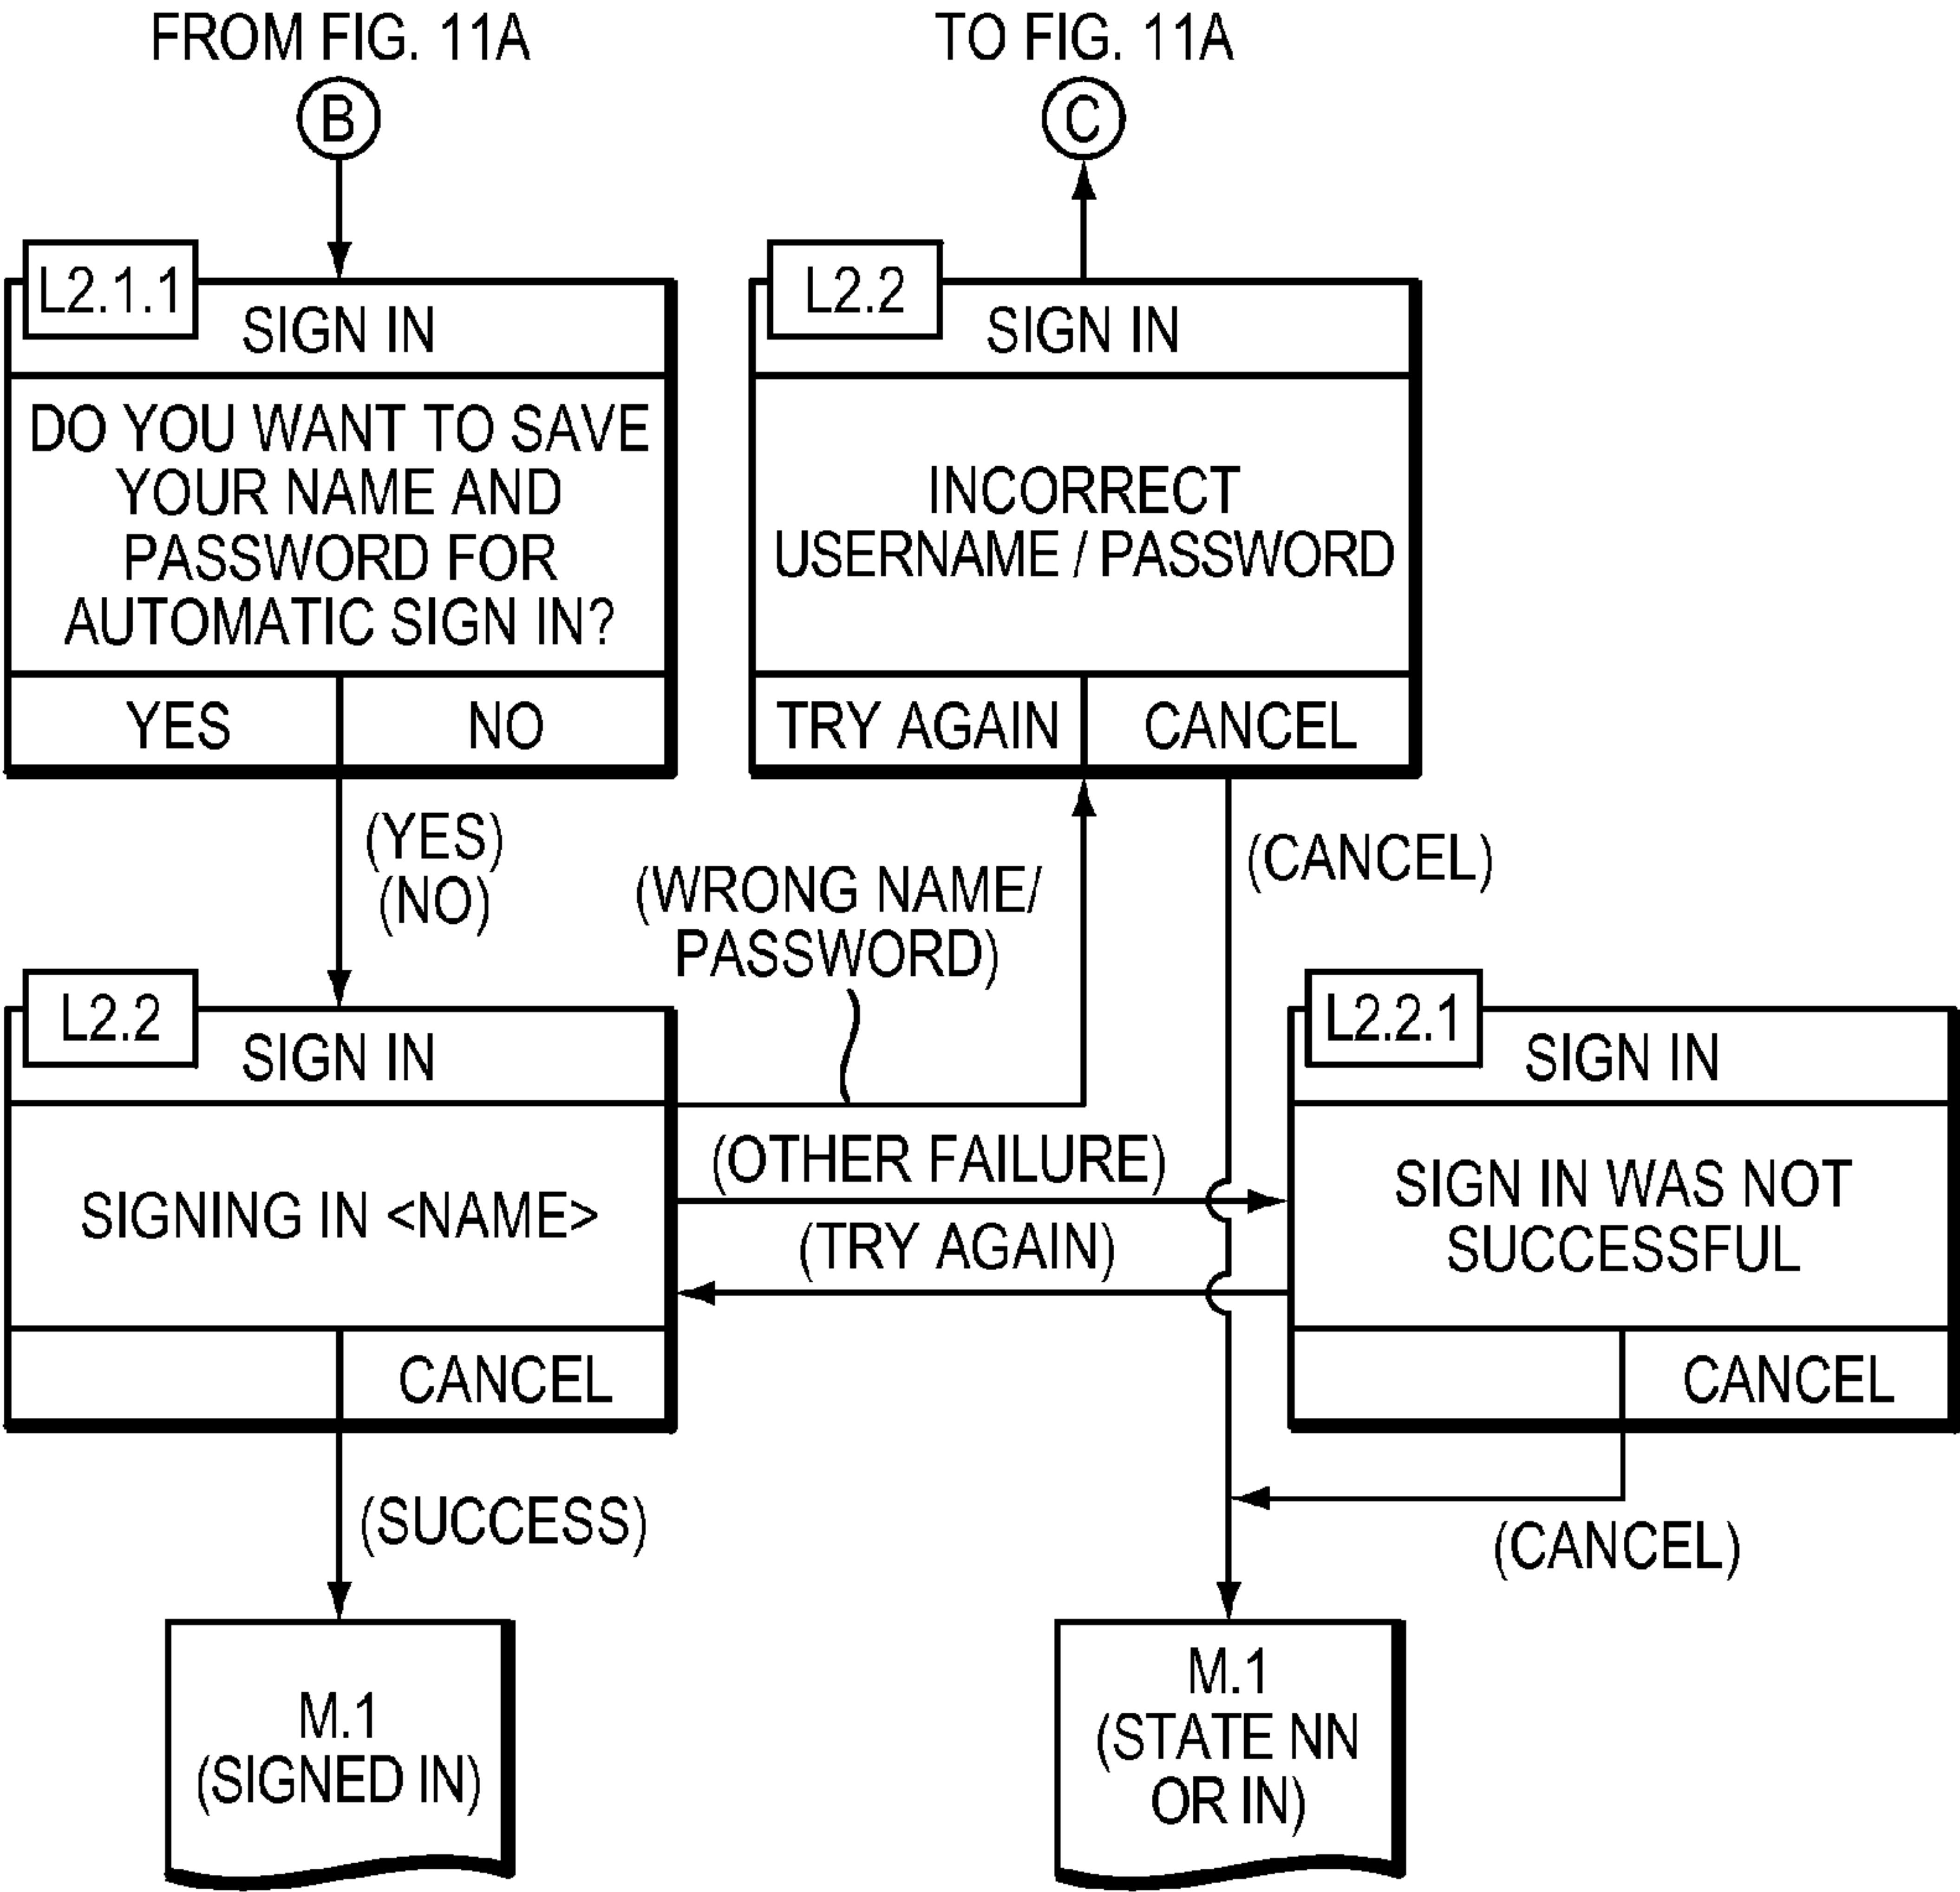 FROM FIG. 11A
B
TO FIG. 11A
C
L2.1.1
SIGN IN
DO YOU WANT TO SAVE
YOUR NAME AND
PASSWORD FOR
AUTOMATIC SIGN IN?
YES
NO
L2.2
SIGN IN
INCORRECT
USERNAME / PASSWORD
TRY AGAIN
CANCEL
(YES)
(NO)
(WRONG NAME/
PASSWORD)
(CANCEL)
L2.2
SIGN IN
SIGNING IN <NAME>
CANCEL
(OTHER FAILURE)
(TRY AGAIN)
L2.2.1
SIGN IN
SIGN IN WAS NOT
SUCCESSFUL
CANCEL
(SUCCESS)
(CANCEL)
M.1
(SIGNED IN)
M.1
(STATE NN
OR IN)